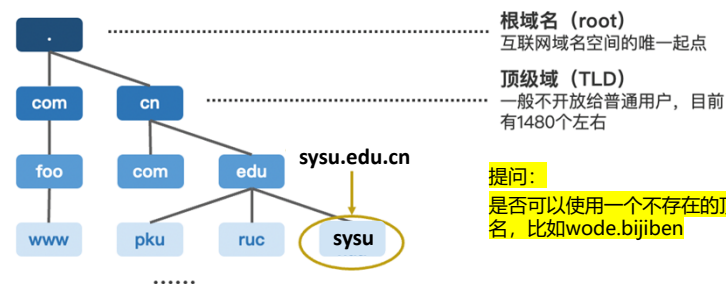 .
根域名（root）
互联网域名空间的唯一起点
com
cn
顶级域（TLD）
一般不开放给普通用户，目前
有1480个左右
foo
com
edu
sysu.edu.cn
提问：
是否可以使用一个不存在的顶
名，比如wode.bijiben
www
pku
ruc
sysu
......